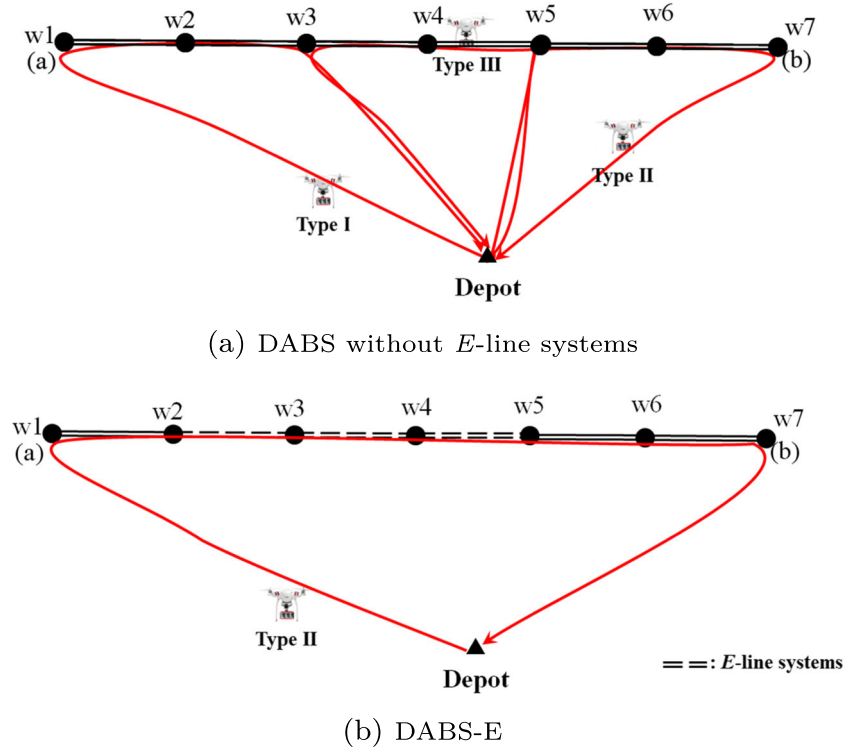 w1 w2 w3 w4 w5 w6 w7
(a) Type III (b)
Type II
Type I
Depot
(a) DABS without E-line systems
w1 w2 w3 w4 w5 w6 w7
(a) (b)
Type II
Depot
: E-line systems
(b) DABS-E